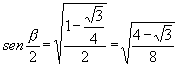 sen β/2 = √((1 − √3/4)/2) = √((4 − √3)/8)